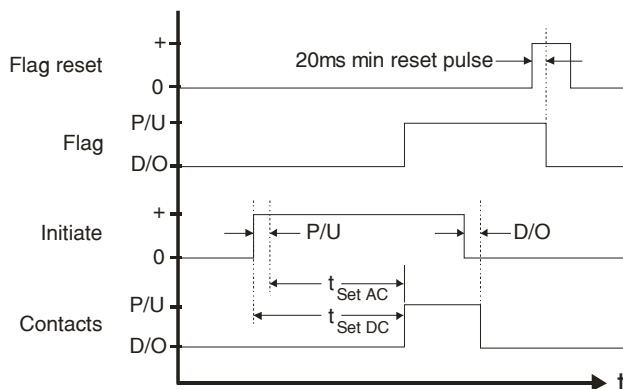 +
Flag reset
20ms min reset pulse
0
P/U
Flag
D/O
+
Initiate
P/U
D/O
0
t Set AC
P/U
t Set DC
Contacts
D/O
t